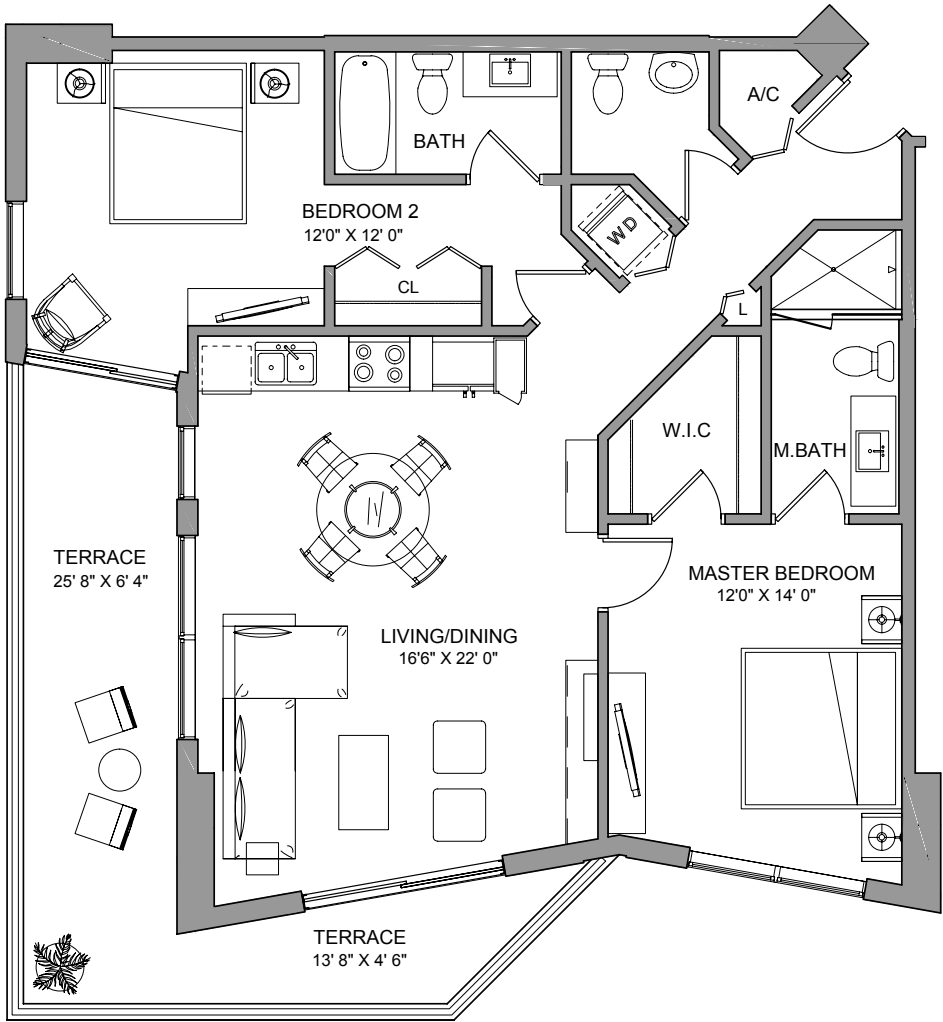 A/C
BATH
BEDROOM 2
12'0" X 12' 0"
WD
CL
L
W.I.C
M.BATH
TERRACE
25' 8" X 6' 4"
MASTER BEDROOM
12'0" X 14' 0"
LIVING/DINING
16'6" X 22' 0"
TERRACE
13' 8" X 4' 6"